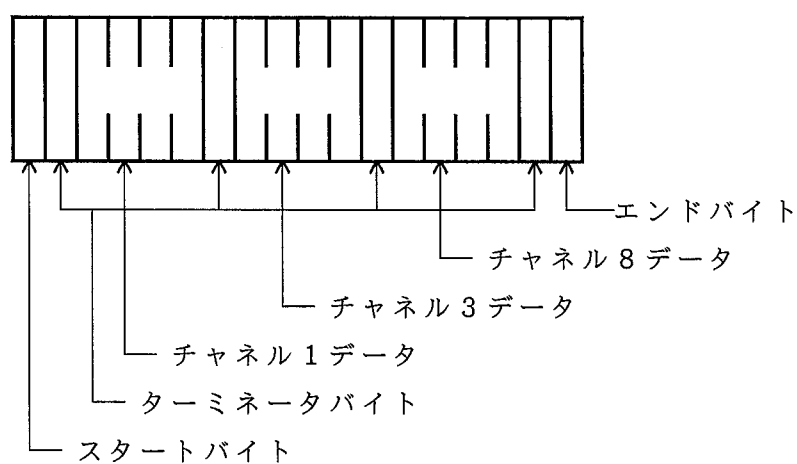 エンドバイト
チャネル8データ
チャネル3データ
チャネル1データ
ターミネータバイト
スタートバイト